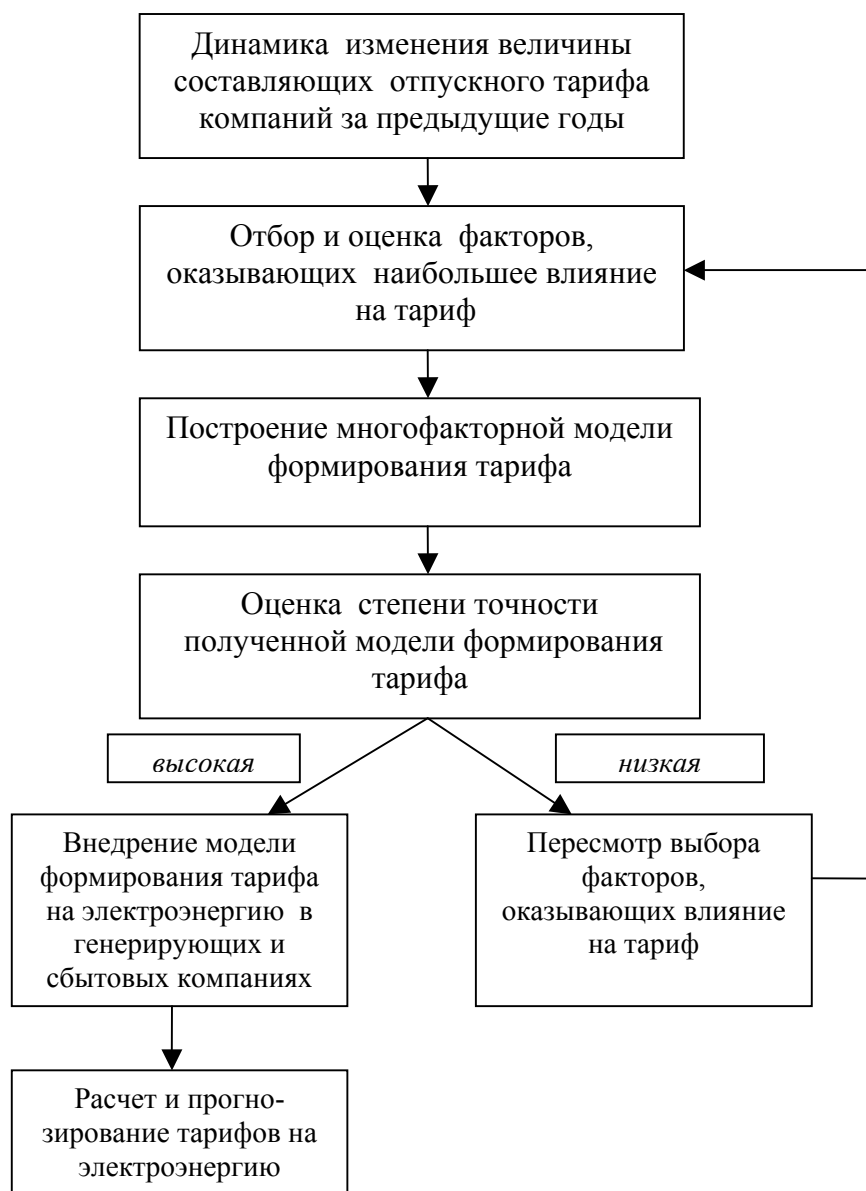 Динамика изменения величины
составляющих отпускного тарифа
компаний за предыдущие годы
Отбор и оценка факторов,
оказывающих наибольшее влияние
на тариф
Построение многофакторной модели
формирования тарифа
Оценка степени точности
полученной модели формирования
тарифа
высокая
низкая
Внедрение модели
формирования тарифа
на электроэнергию в
генерирующих и
сбытовых компаниях
Пересмотр выбора
факторов,
оказывающих влияние
на тариф
Расчет и прогно-
зирование тарифов на
электроэнергию